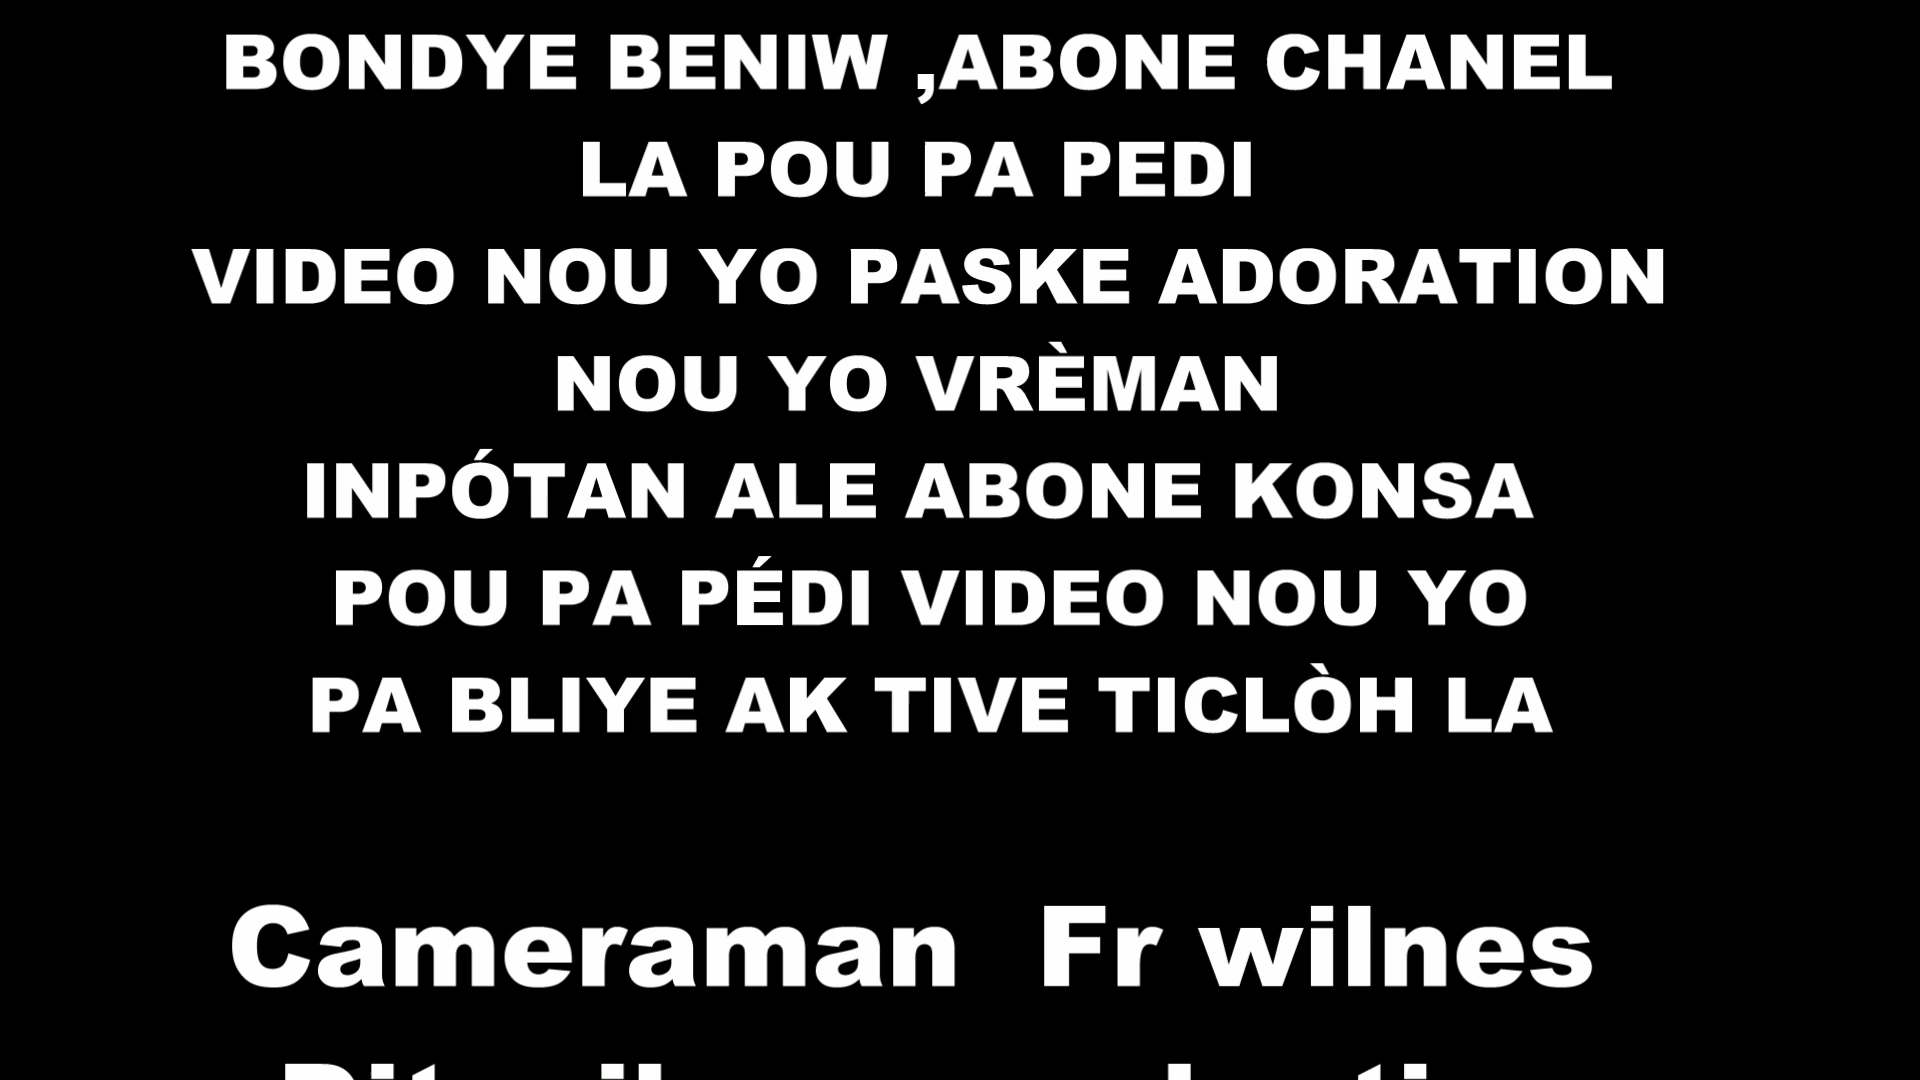 BONDYE BENIW ,ABONE CHANEL
LA POU PA PEDI
VIDEO NOU YO PASKE ADORATION
NOU YO VRÈMAN
INPÓTAN ALE ABONE KONSA
POU PA PÉDI VIDEO NOU YO
PA BLIYE AK TIVE TICLÒH LA
Cameraman  Fr wilnes